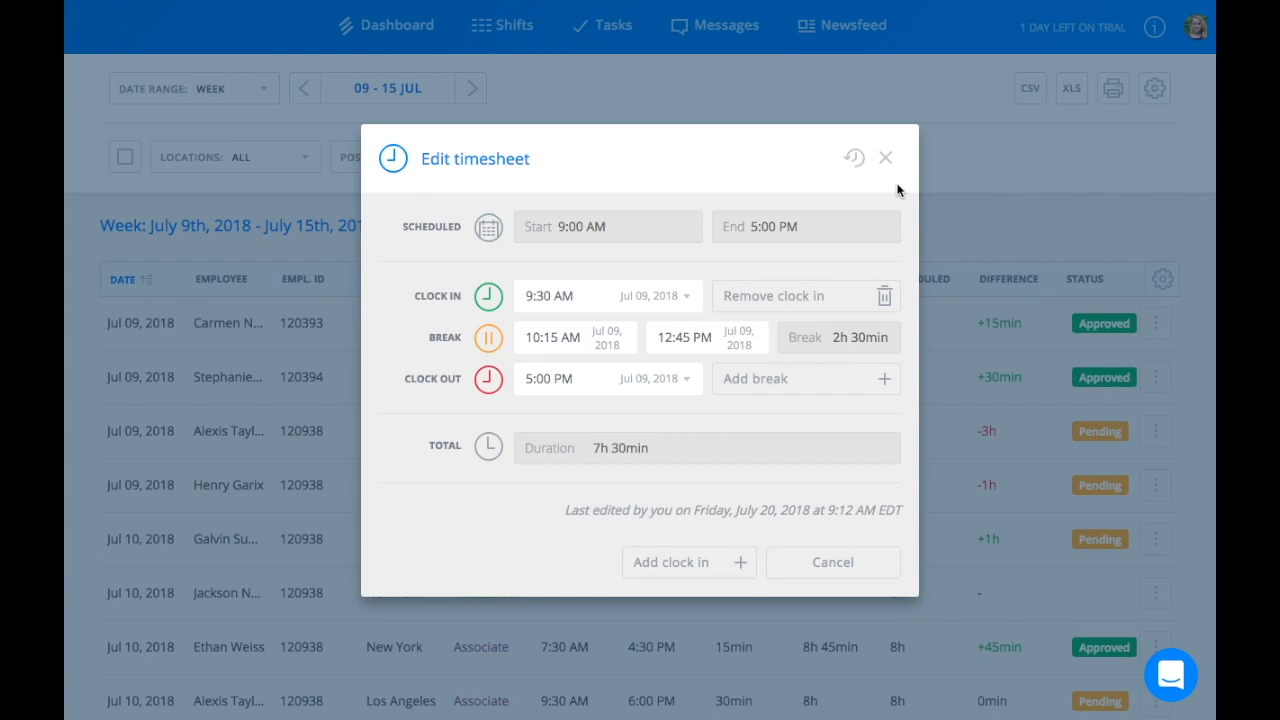 Dashboard Shifts Tasks Messages Newsfeed 1 DAY LEFT ON TRIAL
DATE RANGE: WEEK 09 - 15 JUL CSV XLS
LOCATIONS: ALL
Edit timesheet
SCHEDULED Start 9:00 AM End 5:00 PM
CLOCK IN 9:30 AM Jul 09, 2018 Remove clock in
BREAK 10:15 AM Jul 09, 2018 12:45 PM Jul 09, 2018 Break 2h 30min
CLOCK OUT 5:00 PM Jul 09, 2018 Add break
TOTAL Duration 7h 30min
Last edited by you on Friday, July 20, 2018 at 9:12 AM EDT
Add clock in + Cancel
Week: July 9th, 2018 - July 15th,
DATE EMPLOYEE EMPL. ID DIFFERENCE STATUS
Jul 09, 2018 Carmen N... 120393 +15min Approved
Jul 09, 2018 Stephanie... 120394 +30min Approved
Jul 09, 2018 Alexis Tayl... 120938 -3h Pending
Jul 09, 2018 Henry Garix 120938 -1h Pending
Jul 10, 2018 Galvin Su... 120938 +1h Pending
Jul 10, 2018 Jackson N... 120938 -
Jul 10, 2018 Ethan Weiss 120938 New York Associate 7:30 AM 4:30 PM 15min 8h 45min 8h +45min Approved
Jul 10, 2018 Alexis Tayl... 120938 Los Angeles Associate 9:30 AM 6:00 PM 30min 8h 8h 0min Pending